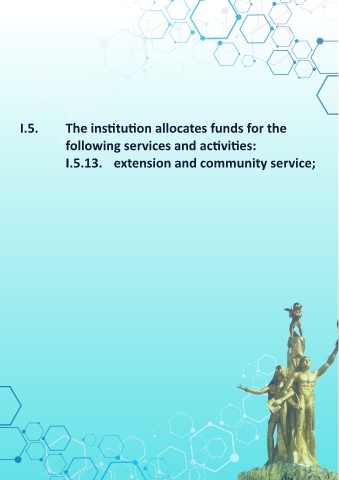 I.5. The institution allocates funds for the
following services and activities:
I.5.13. extension and community service;